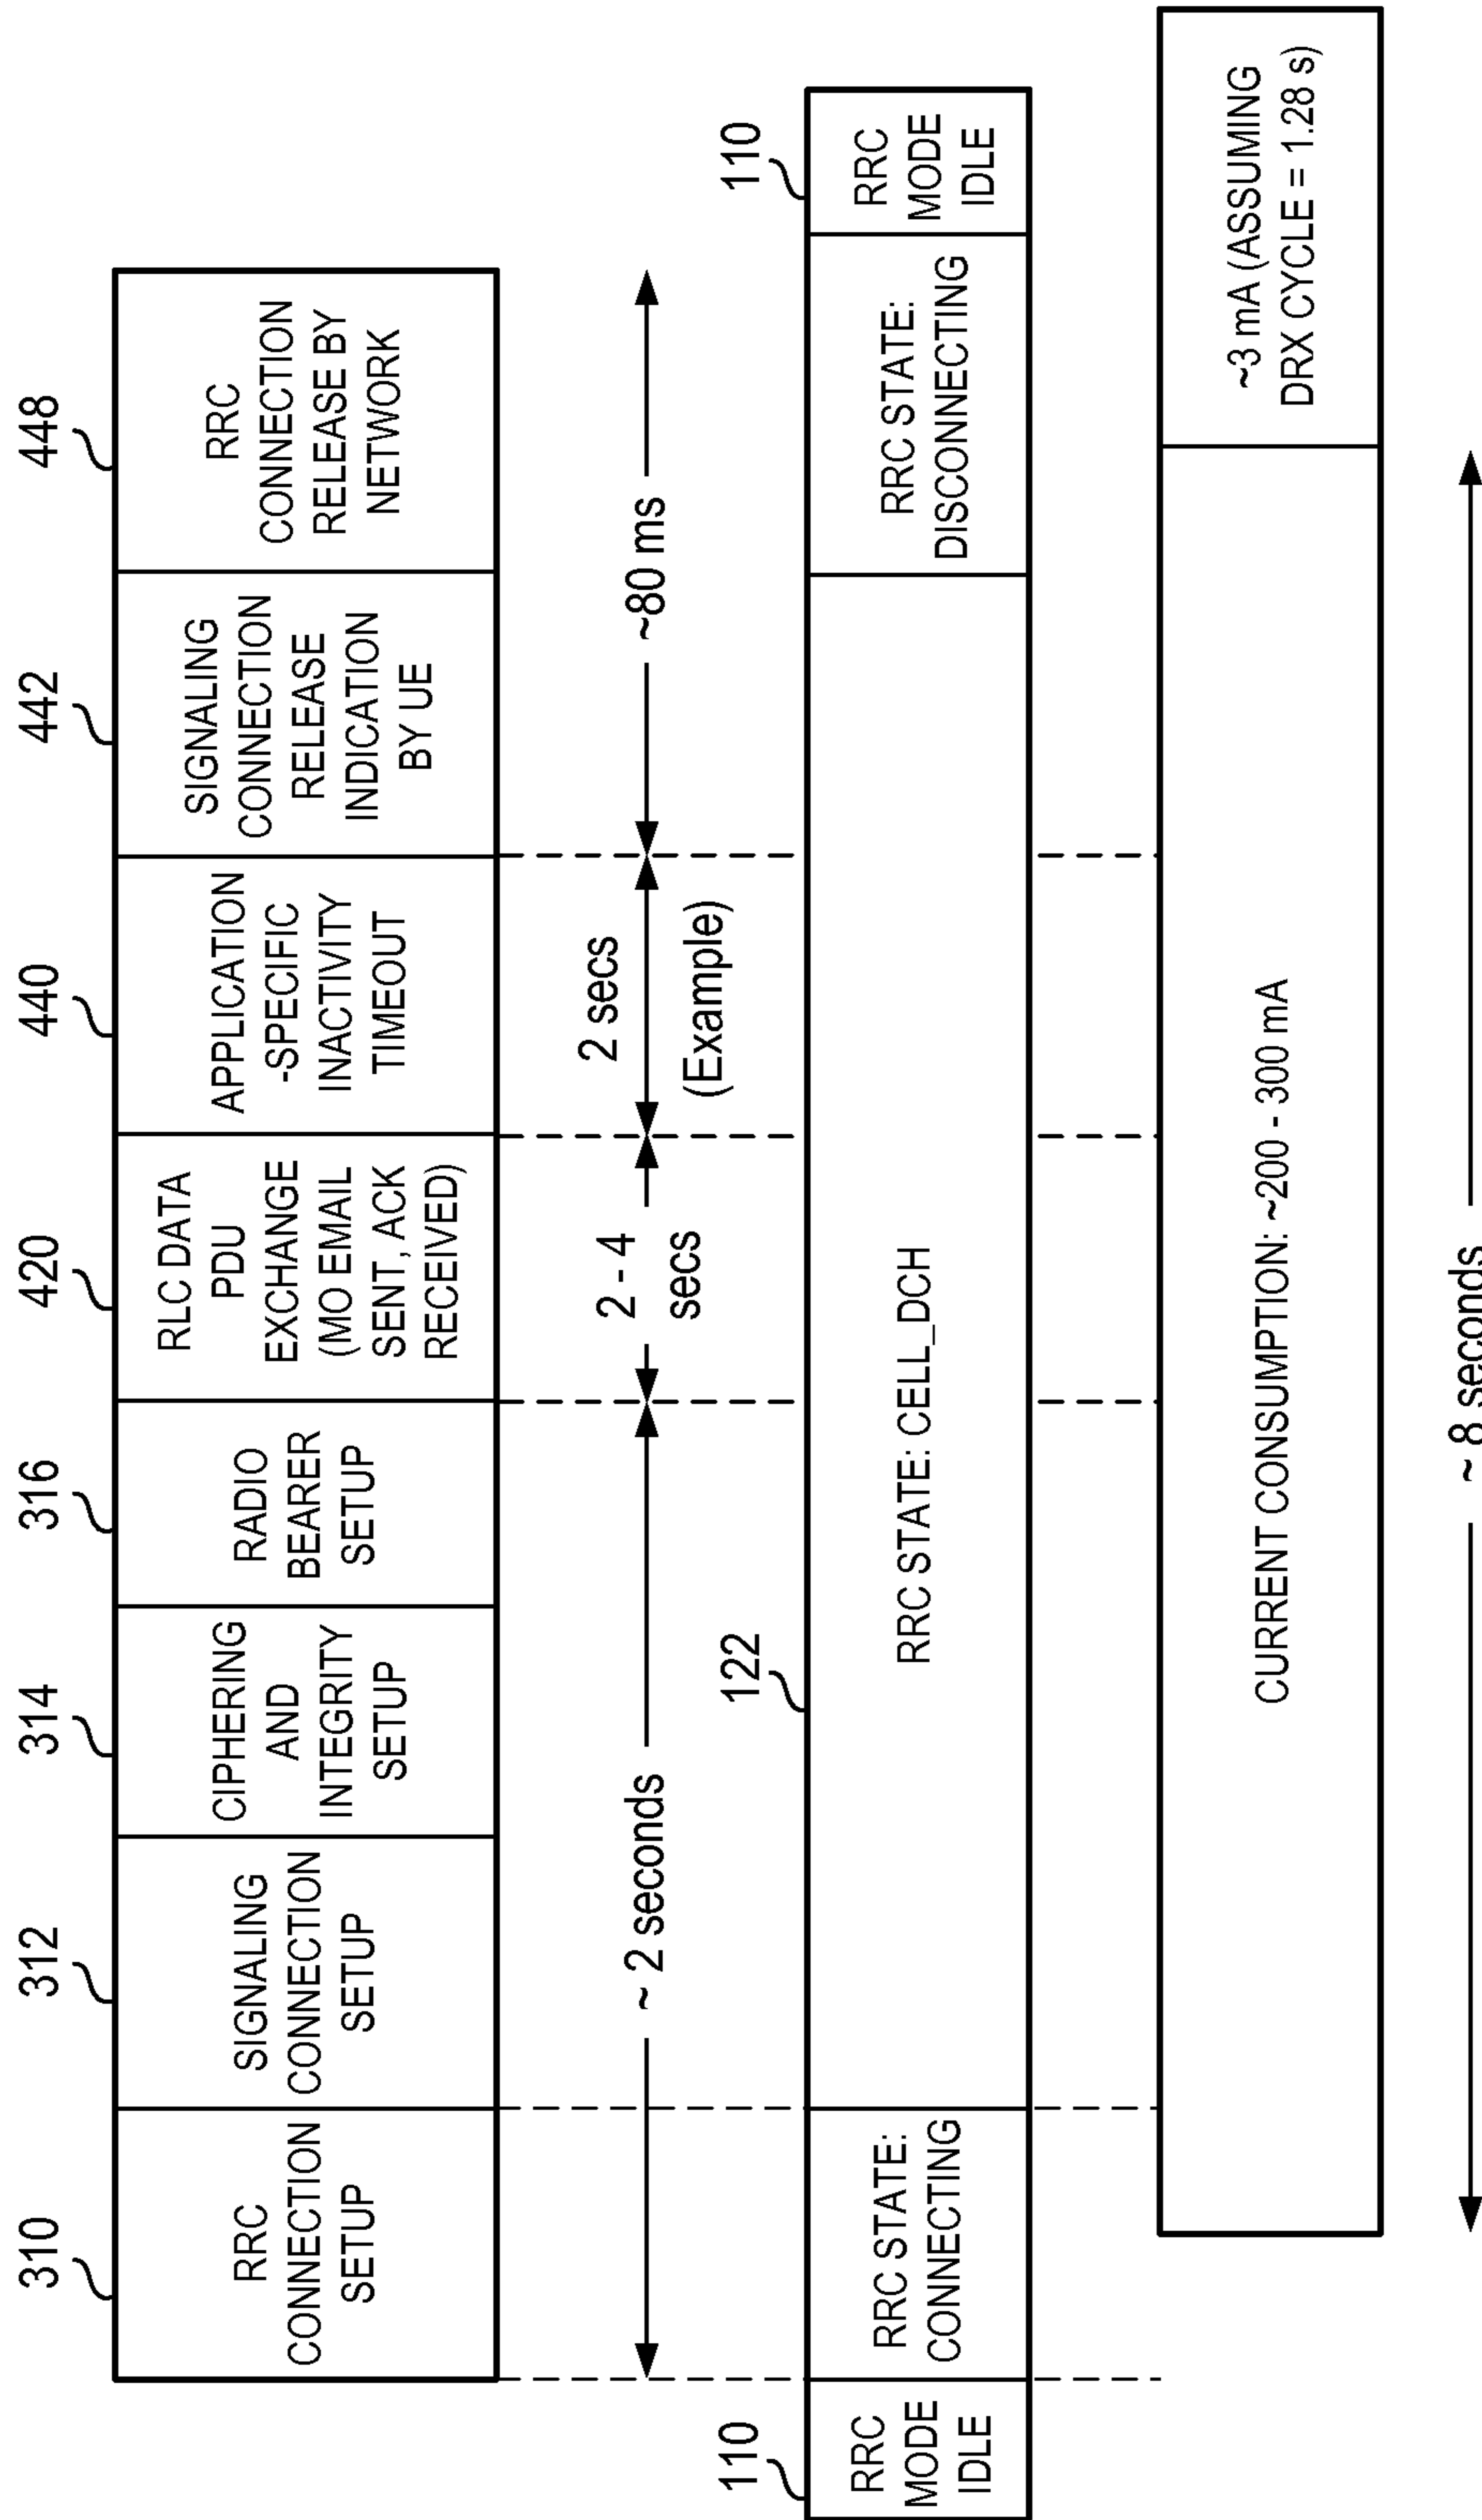 310
312
314
316
420
440
442
448
RRC
CONNECTION
SETUP
SIGNALING
CONNECTION
SETUP
CIPHERING
AND
INTEGRITY
SETUP
RADIO
BEARER
SETUP
RLC DATA
PDU
EXCHANGE
(MO EMAIL
SENT, ACK
RECEIVED)
APPLICATION
-SPECIFIC
INACTIVITY
TIMEOUT
SIGNALING
CONNECTION
RELEASE
INDICATION
BY UE
RRC
CONNECTION
RELEASE BY
NETWORK
~ 2 seconds
2 - 4
secs
2 secs
(Example)
~80 ms
110
122
110
RRC
MODE
IDLE
RRC STATE:
CONNECTING
RRC STATE: CELL_DCH
RRC STATE:
DISCONNECTING
RRC
MODE
IDLE
CURRENT CONSUMPTION: ~200 - 300 mA
~3 mA (ASSUMING
DRX CYCLE = 1.28 s)
~ 8 seconds